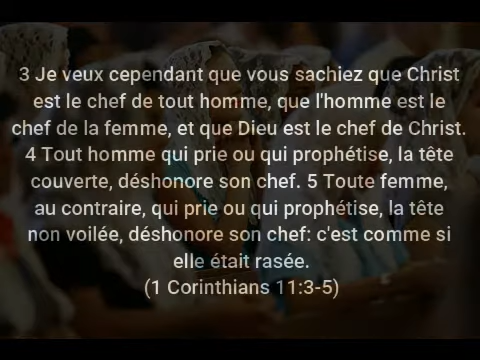 3 Je veux cependant que vous sachiez que Christ
est le chef de tout homme, que l'homme est le
chef de la femme, et que Dieu est le chef de Christ.
4 Tout homme qui prie ou qui prophétise, la tête
couverte, déshonore son chef. 5 Toute femme,
au contraire, qui prie ou qui prophétise, la tête
non voilée, déshonore son chef: c'est comme si
elle était rasée.
(1 Corinthians 11:3-5)